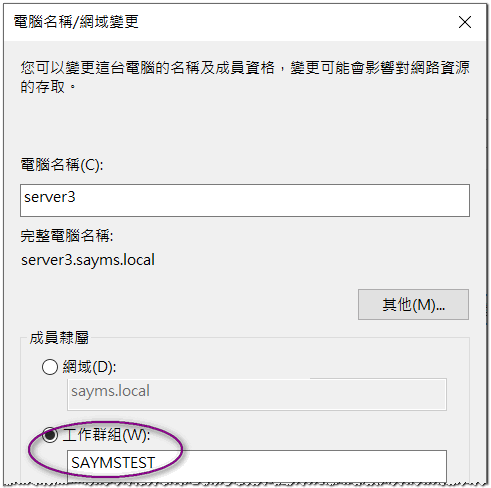 電腦名稱/網域變更
您可以變更這台電腦的名稱及成員資格，變更可能會影響對網路資源
的存取。
電腦名稱(C):
server3
完整電腦名稱:
server3.sayms.local
其他(M)...
成員隸屬
網域(D):
sayms.local
工作群組(W):
SAYMSTEST